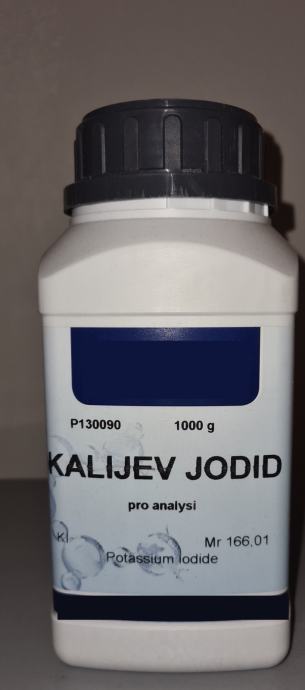 P130090 1000 g
KALIJEV JODID
pro analysi
KI Mr 166,01
Potassium Iodide